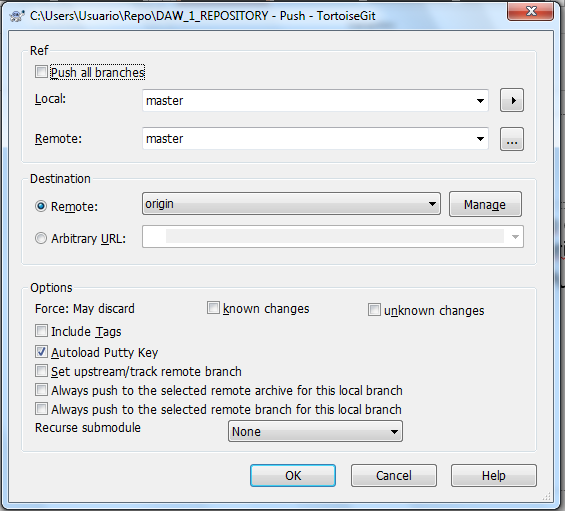 C:\Users\Usuario\Repo\DAW_1_REPOSITORY - Push - TortoiseGit
Ref
Push all branches
Local: master
Remote: master
...
Destination
Remote: origin Manage
Arbitrary URL:
Options
Force: May discard known changes unknown changes
Include Tags
Autoload Putty Key
Set upstream/track remote branch
Always push to the selected remote archive for this local branch
Always push to the selected remote branch for this local branch
Recurse submodule None
OK Cancel Help